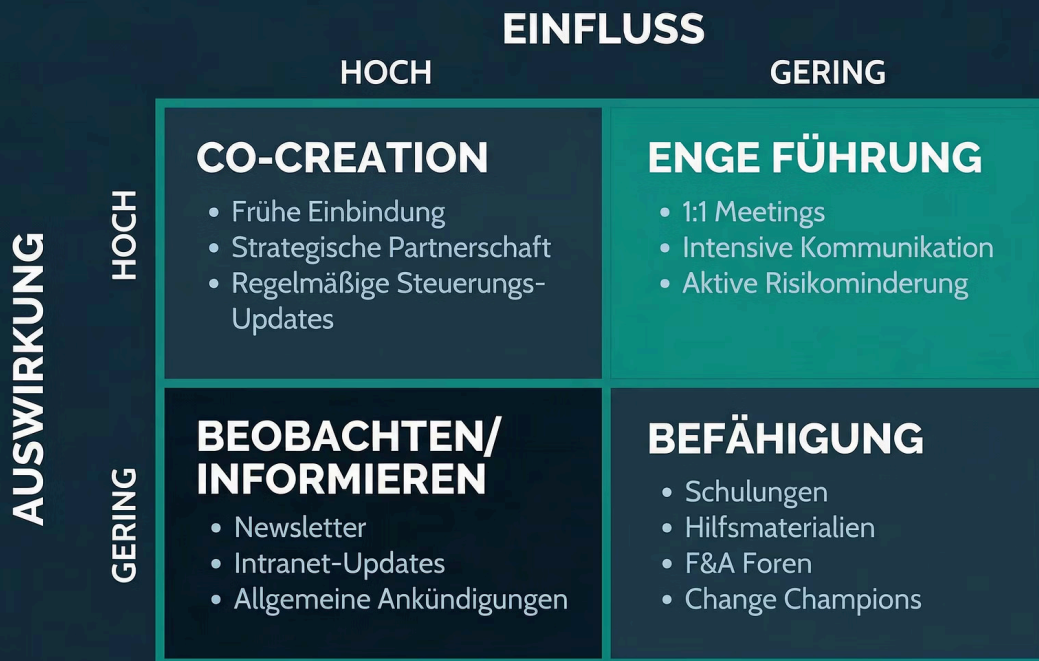 EINFLUSS
HOCH
GERING
AUSWIRKUNG
HOCH
CO-CREATION
• Frühe Einbindung
• Strategische Partnerschaft
• Regelmäßige Steuerungs-
Updates
ENGE FÜHRUNG
• 1:1 Meetings
• Intensive Kommunikation
• Aktive Risikominderung
GERING
BEOBACHTEN/
INFORMIEREN
• Newsletter
• Intranet-Updates
• Allgemeine Ankündigungen
BEFÄHIGUNG
• Schulungen
• Hilfsmaterialien
• F&A Foren
• Change Champions